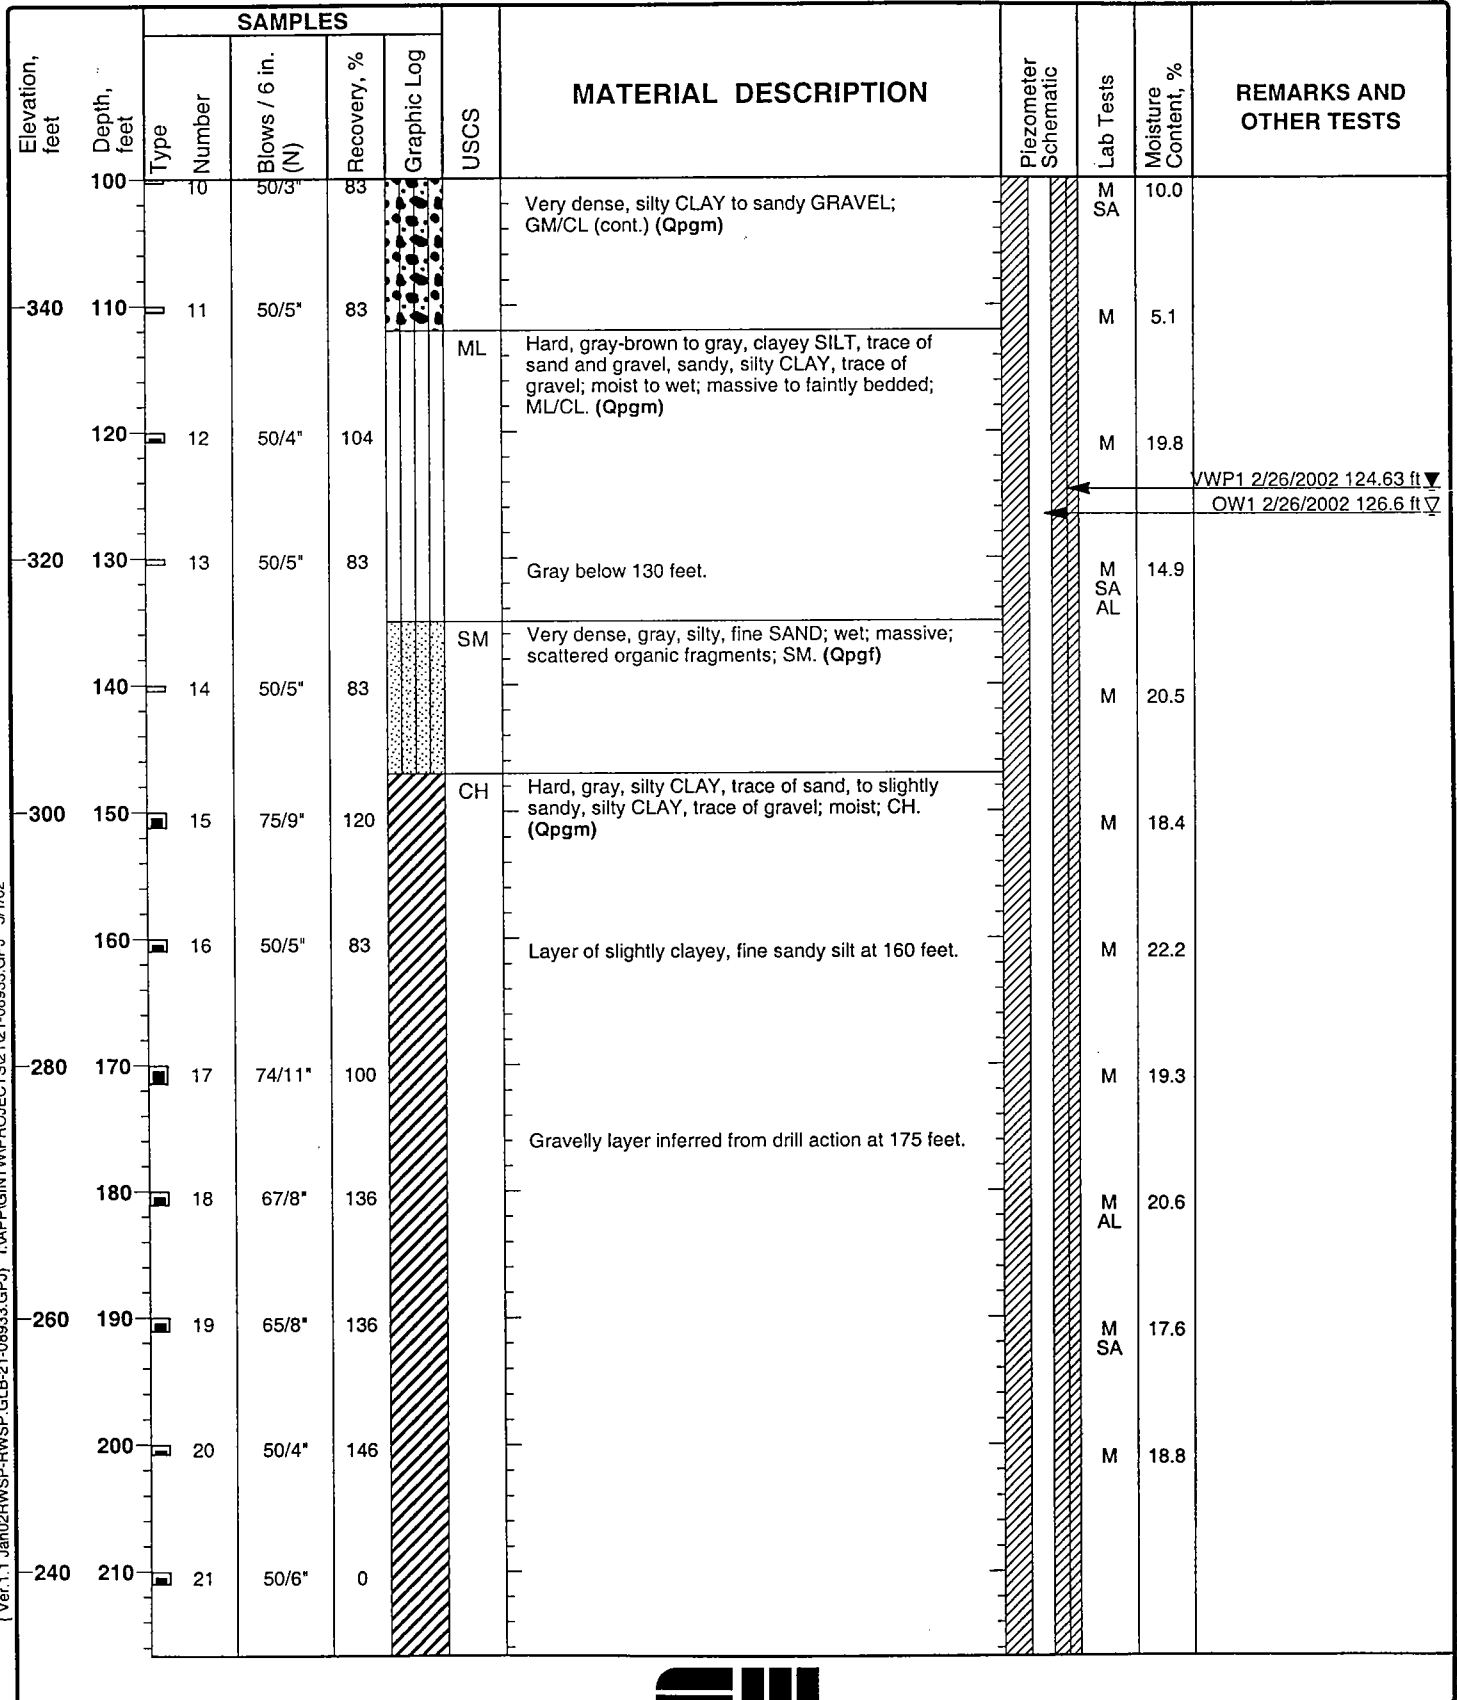 SAMPLES
Elevation, feet
Depth, feet
Type
Number
Blows / 6 in. (N)
Recovery, %
Graphic Log
USCS
MATERIAL DESCRIPTION
Piezometer Schematic
Lab Tests
Moisture Content, %
REMARKS AND
OTHER TESTS
100 10 50/3" 83 M 10.0
SA
Very dense, silty CLAY to sandy GRAVEL;
GM/CL (cont.) (Qpgm)
340 110 11 50/5" 83 M 5.1
ML Hard, gray-brown to gray, clayey SILT, trace of
sand and gravel, sandy, silty CLAY, trace of
gravel; moist to wet; massive to faintly bedded;
ML/CL. (Qpgm)
120 12 50/4" 104 M 19.8
VWP1 2/26/2002 124.63 ft
OW1 2/26/2002 126.6 ft
320 130 13 50/5" 83 Gray below 130 feet. M 14.9
SA
AL
SM Very dense, gray, silty, fine SAND; wet; massive;
scattered organic fragments; SM. (Qpgf)
140 14 50/5" 83 M 20.5
CH Hard, gray, silty CLAY, trace of sand, to slightly
sandy, silty CLAY, trace of gravel; moist; CH.
(Qpgm)
300 150 15 75/9" 120 M 18.4
160 16 50/5" 83 Layer of slightly clayey, fine sandy silt at 160 feet. M 22.2
280 170 17 74/11" 100 M 19.3
Gravelly layer inferred from drill action at 175 feet.
180 18 67/8" 136 M 20.6
AL
260 190 19 65/8" 136 M 17.6
SA
200 20 50/4" 146 M 18.8
240 210 21 50/6" 0